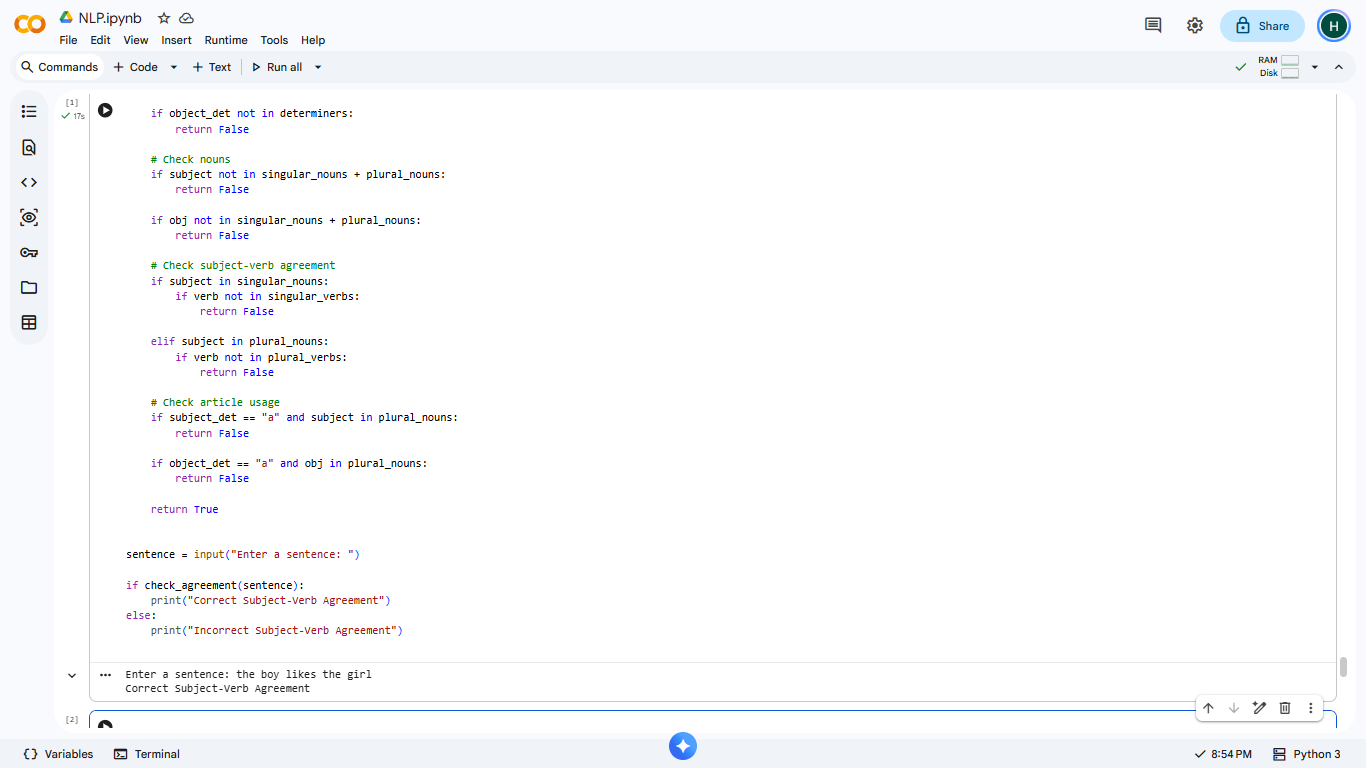 NLP.ipynb
File Edit View Insert Runtime Tools Help
Share
H
Commands + Code + Text Run all
RAM
Disk
[1]
17s
if object_det not in determiners:
return False
# Check nouns
if subject not in singular_nouns + plural_nouns:
return False
if obj not in singular_nouns + plural_nouns:
return False
# Check subject-verb agreement
if subject in singular_nouns:
if verb not in singular_verbs:
return False
elif subject in plural_nouns:
if verb not in plural_verbs:
return False
# Check article usage
if subject_det == "a" and subject in plural_nouns:
return False
if object_det == "a" and obj in plural_nouns:
return False
return True
sentence = input("Enter a sentence: ")
if check_agreement(sentence):
print("Correct Subject-Verb Agreement")
else:
print("Incorrect Subject-Verb Agreement")
Enter a sentence: the boy likes the girl
Correct Subject-Verb Agreement
[2]
Variables Terminal
8:54 PM Python 3